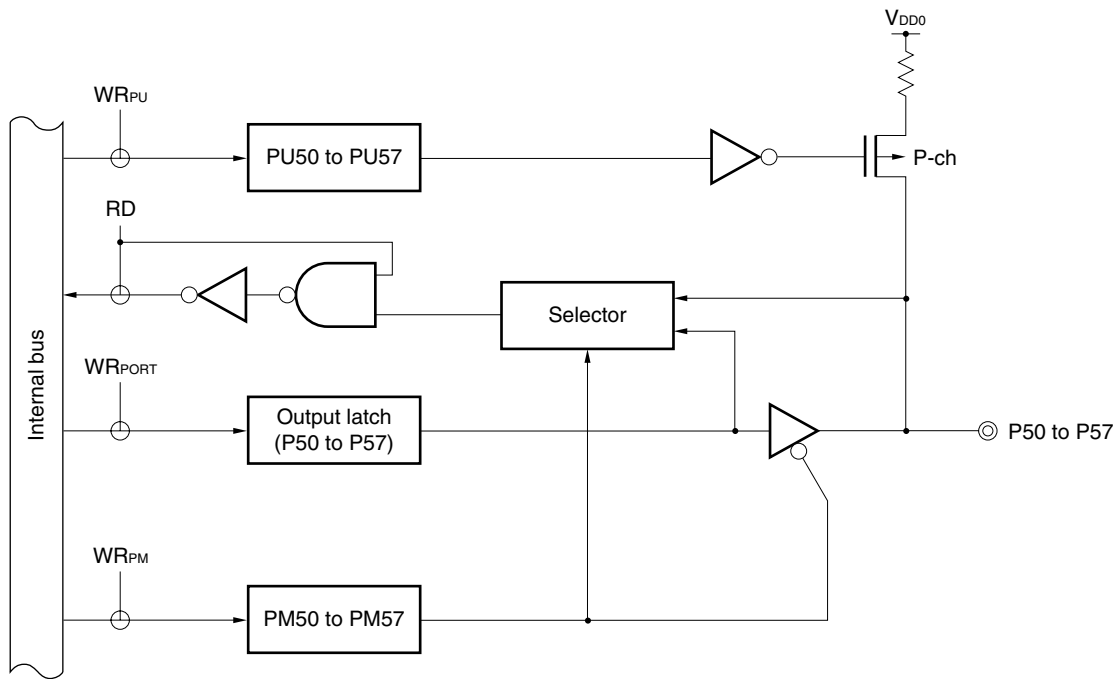 VDD0
WRPU
PU50 to PU57
P-ch
RD
Selector
Internal bus
WRPORT
Output latch
(P50 to P57)
P50 to P57
WRPM
PM50 to PM57